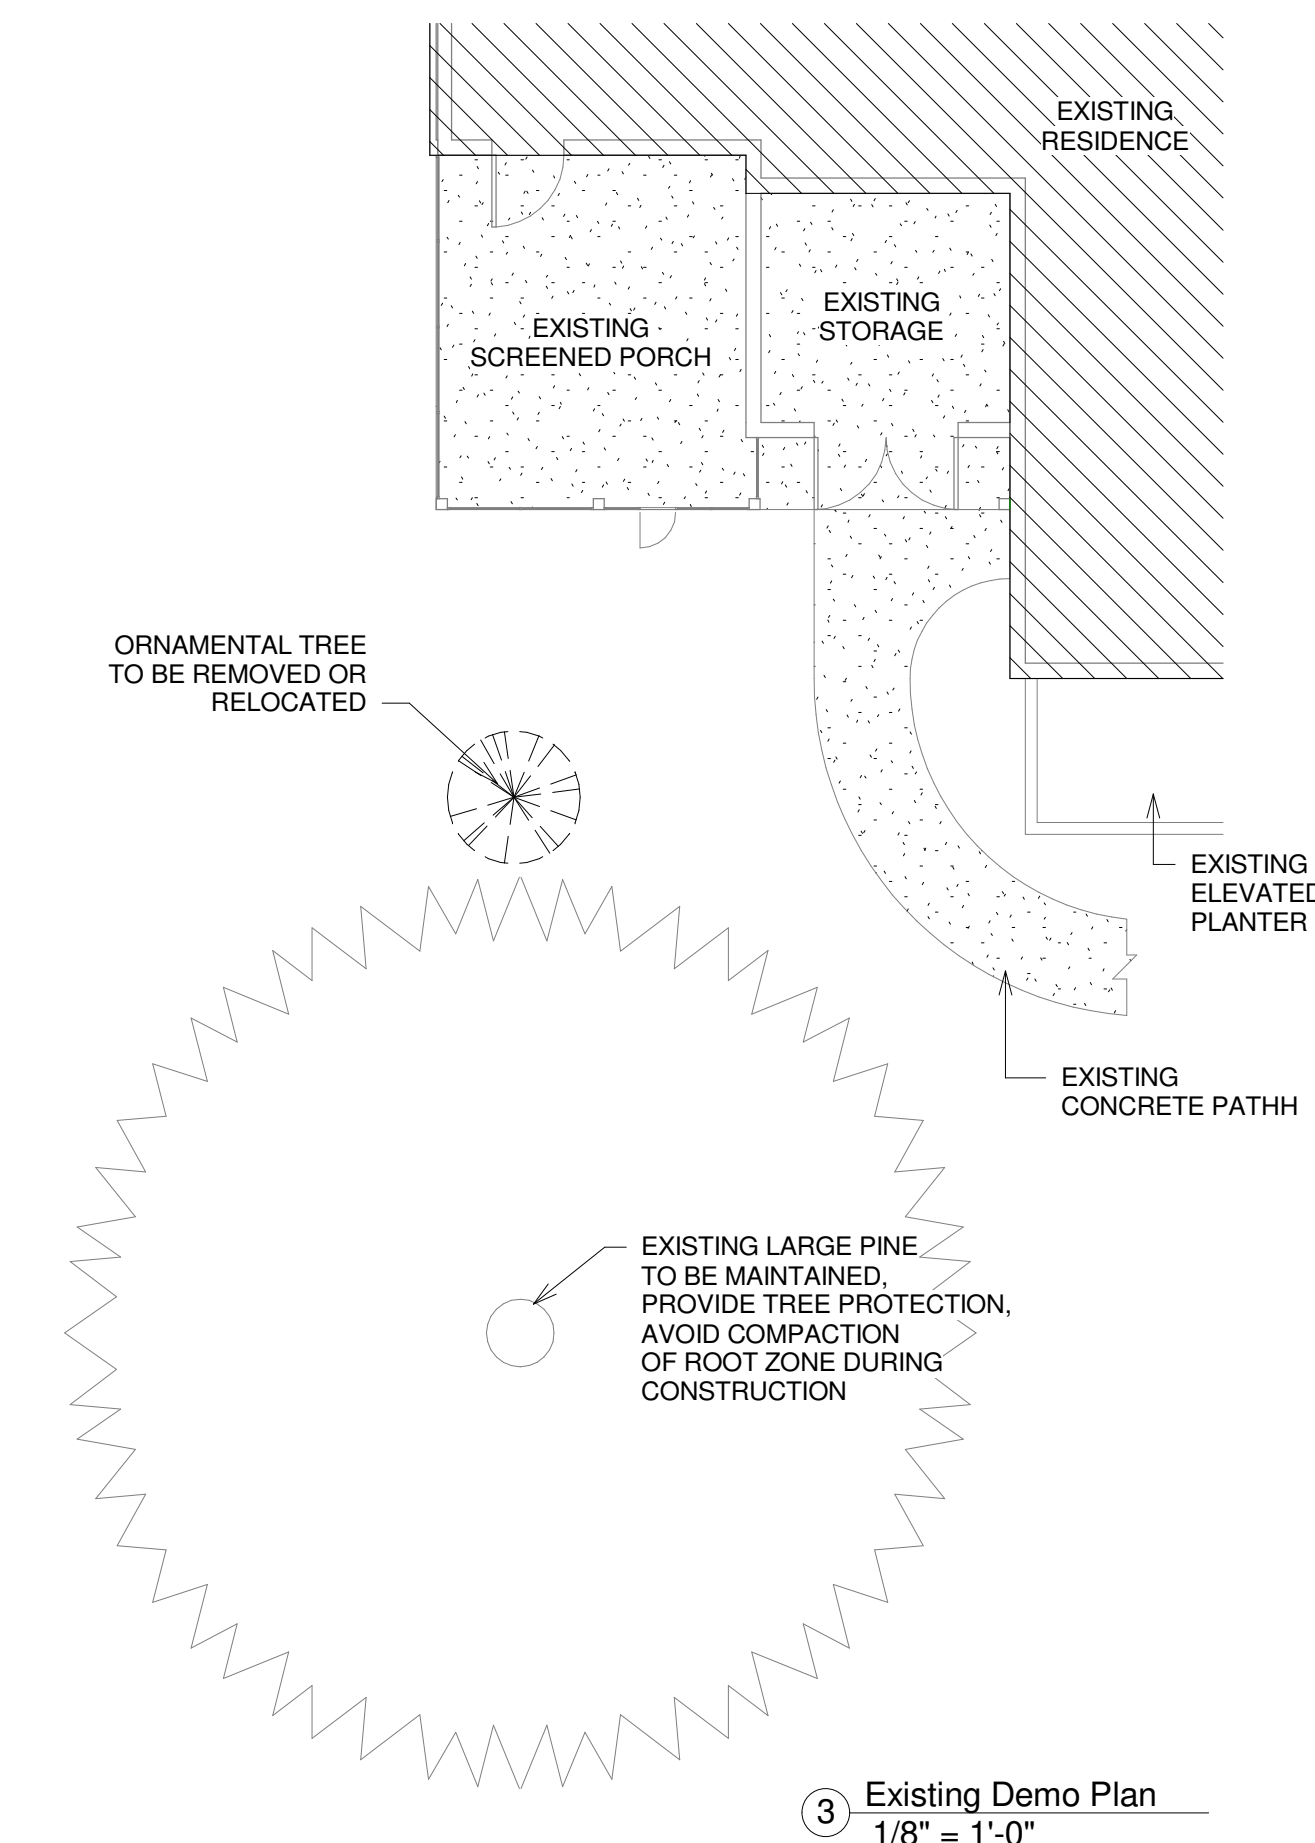 EXISTING
RESIDENCE
EXISTING
STORAGE
EXISTING
SCREENED PORCH
ORNAMENTAL TREE
TO BE REMOVED OR
RELOCATED
EXISTING
ELEVATED
PLANTER
EXISTING
CONCRETE PATHH
EXISTING LARGE PINE
TO BE MAINTAINED,
PROVIDE TREE PROTECTION,
AVOID COMPACTION
OF ROOT ZONE DURING
CONSTRUCTION
3 Existing Demo Plan
1/8" = 1'-0"